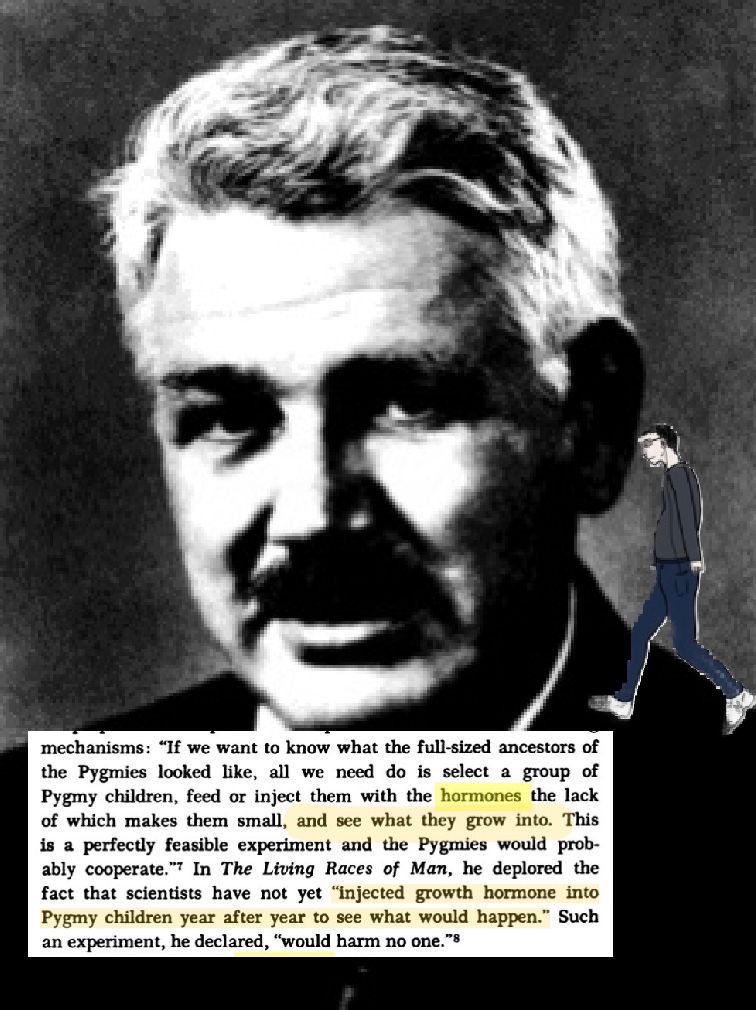 mechanisms: “If we want to know what the full-sized ancestors of
the Pygmies looked like, all we need do is select a group of
Pygmy children, feed or inject them with the hormones the lack
of which makes them small, and see what they grow into. This
is a perfectly feasible experiment and the Pygmies would prob-
ably cooperate.”7 In The Living Races of Man, he deplored the
fact that scientists have not yet “injected growth hormone into
Pygmy children year after year to see what would happen.” Such
an experiment, he declared, “would harm no one.”8